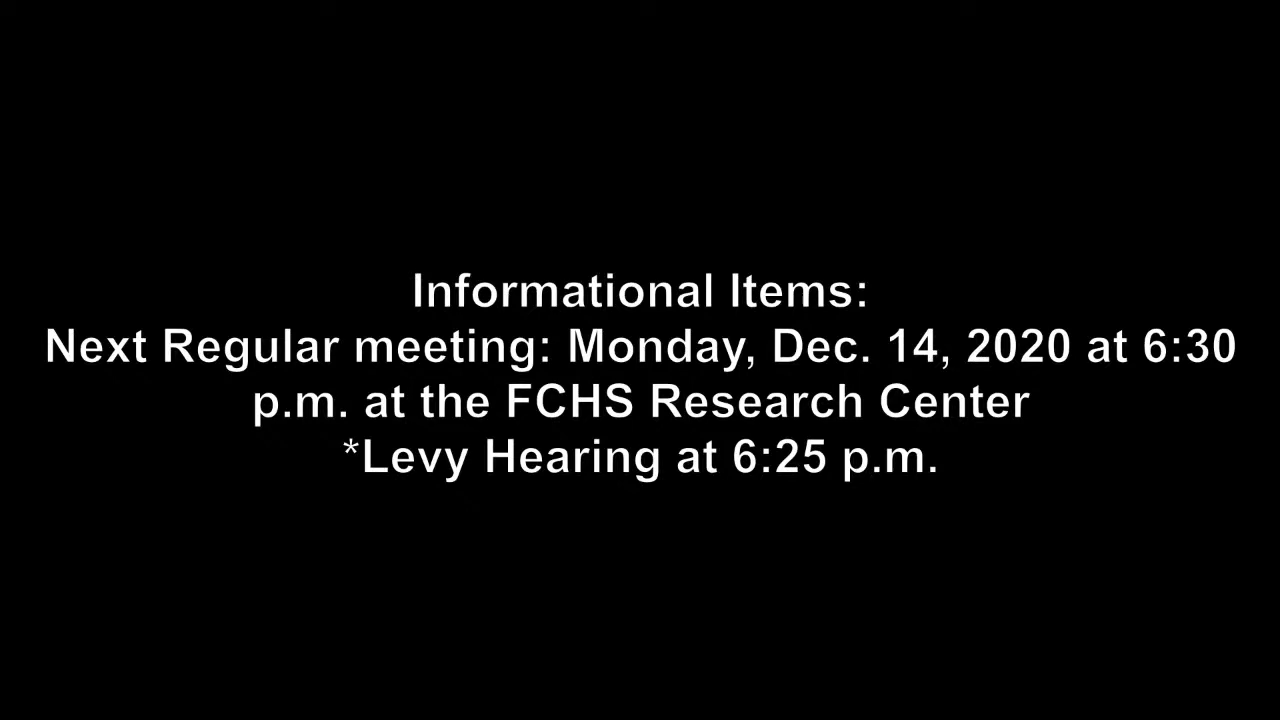 Informational Items:
Next Regular meeting: Monday, Dec. 14, 2020 at 6:30
p.m. at the FCHS Research Center
*Levy Hearing at 6:25 p.m.